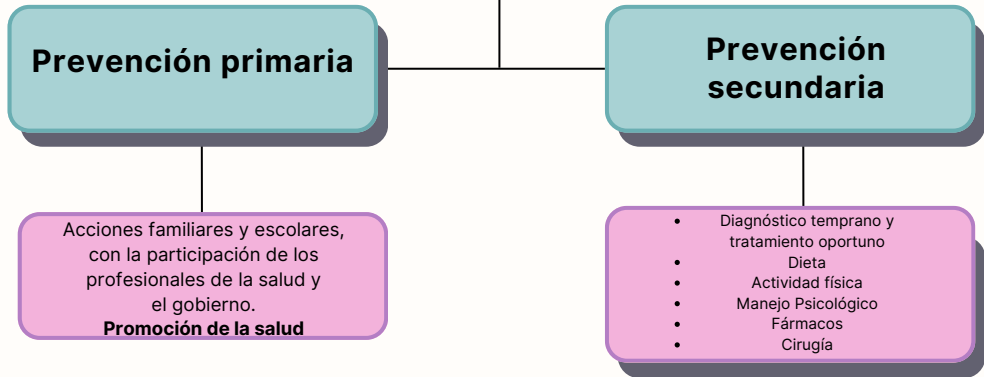 Prevención primaria
Prevención
secundaria
Acciones familiares y escolares,
con la participación de los
profesionales de la salud y
el gobierno.
Promoción de la salud
• Diagnóstico temprano y
tratamiento oportuno
• Dieta
• Actividad física
• Manejo Psicológico
• Fármacos
• Cirugía